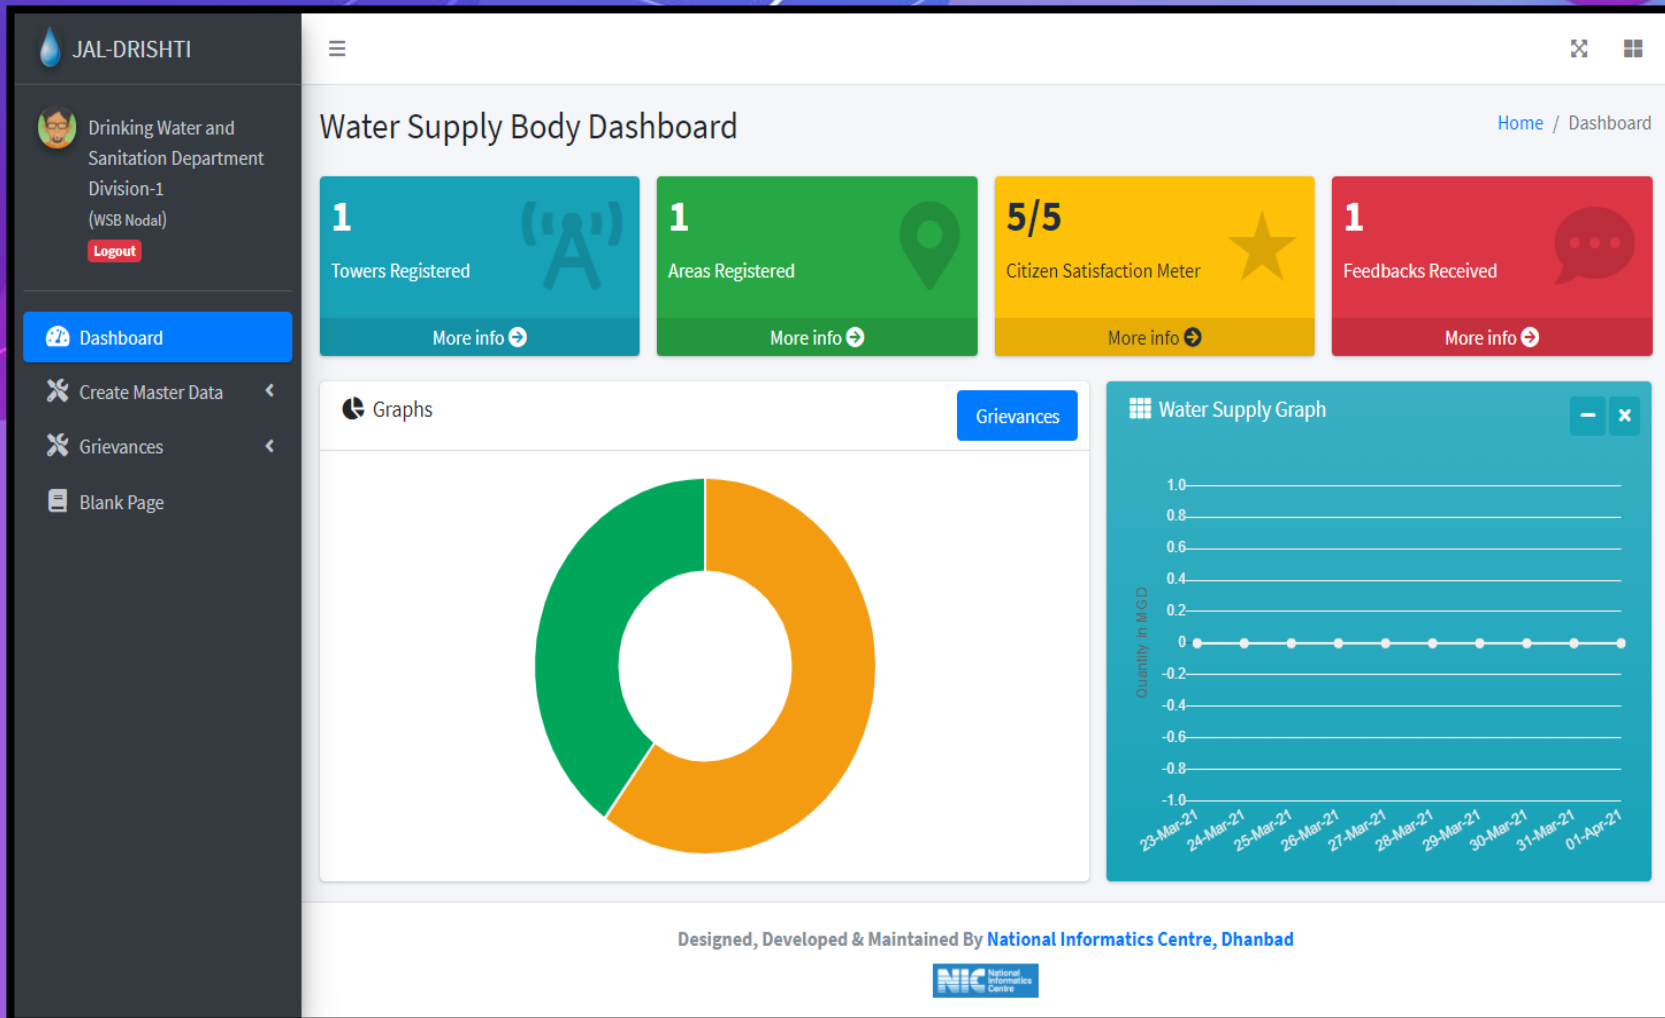 JAL-DRISHTI
Drinking Water and
Sanitation Department
Division-1
(WSB Nodal)
Logout
Dashboard
Create Master Data
Grievances
Blank Page
Water Supply Body Dashboard
Home / Dashboard
1
Towers Registered
More info
1
Areas Registered
More info
5/5
Citizen Satisfaction Meter
More info
1
Feedbacks Received
More info
Graphs
Grievances
Water Supply Graph
Quantity in MGD
1.0
0.8
0.6
0.4
0.2
0
-0.2
-0.4
-0.6
-0.8
-1.0
23-Mar-21
24-Mar-21
25-Mar-21
26-Mar-21
27-Mar-21
28-Mar-21
29-Mar-21
30-Mar-21
31-Mar-21
01-Apr-21
Designed, Developed & Maintained By National Informatics Centre, Dhanbad
NIC National
Informatics
Centre